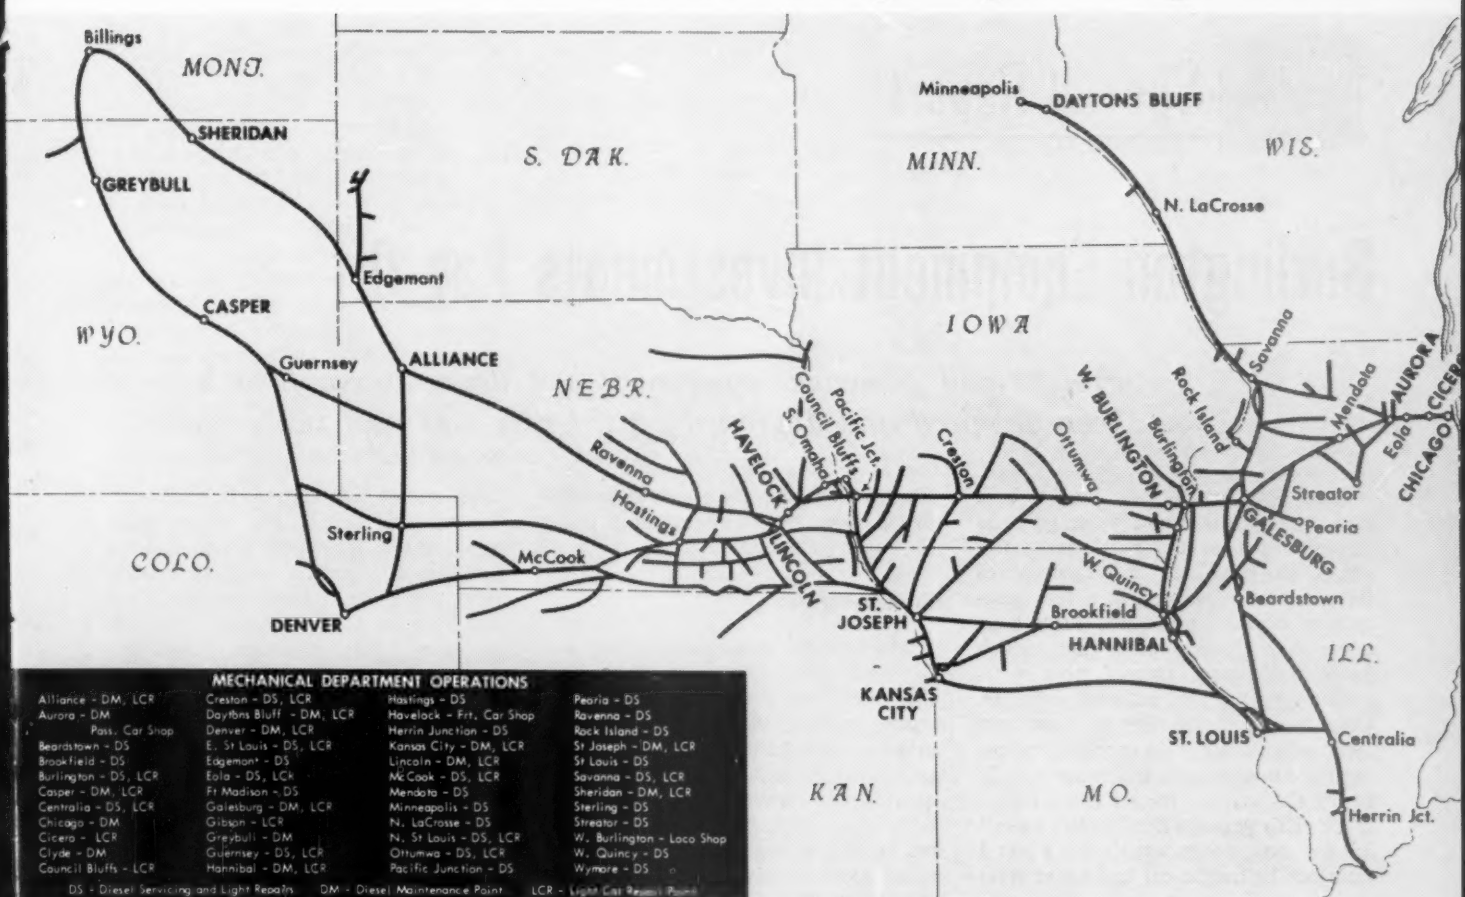 Billings
MONT.
SHERIDAN
GREYBULL
S. DAK.
Minneapolis
DAYTONS BLUFF
MINN.
WIS.
N. LaCrosse
Edgemont
CASPER
WYO.
Guernsey
ALLIANCE
NEBR.
IOWA
Savanna
Rock Island
Mendota
AURORA
Eola
CICERO
CHICAGO
W. BURLINGTON
Burlington
Ottumwa
Creston
Pacific Jct.
Council Bluffs
S. Omaha
HAVELOCK
Ravenna
Hastings
LINCOLN
Streator
Peoria
GALESBURG
Sterling
COLO.
McCook
DENVER
ST. JOSEPH
Brookfield
W. Quincy
HANNIBAL
Beardstown
ILL.
KANSAS CITY
ST. LOUIS
Centralia
KAN.
MO.
Herrin Jct.
MECHANICAL DEPARTMENT OPERATIONS
Alliance - DM, LCR
Aurora - DM
Pass. Car Shop
Beardstown - DS
Brookfield - DS
Burlington - DS, LCR
Casper - DM, LCR
Centralia - DS, LCR
Chicago - DM
Cicero - LCR
Clyde - DM
Council Bluffs - LCR
Creston - DS, LCR
Daytons Bluff - DM, LCR
Denver - DM, LCR
E. St Louis - DS, LCR
Edgemont - DS
Eola - DS, LCR
Ft Madison - DS
Galesburg - DM, LCR
Gibson - LCR
Greybull - DM
Guernsey - DS, LCR
Hannibal - DM, LCR
Hastings - DS
Havelock - Frt. Car Shop
Herrin Junction - DS
Kansas City - DM, LCR
Lincoln - DM, LCR
McCook - DS, LCR
Mendota - DS
Minneapolis - DS
N. LaCrosse - DS
N. St Louis - DS, LCR
Ottumwa - DS, LCR
Pacific Junction - DS
Peoria - DS
Ravenna - DS
Rock Island - DS
St Joseph - DM, LCR
St Louis - DS
Savanna - DS, LCR
Sheridan - DM, LCR
Sterling - DS
Streator - DS
W. Burlington - Loco Shop
W. Quincy - DS
Wymore - DS
DS - Diesel Servicing and Light Repairs DM - Diesel Maintenance Point LCR - Light Car Repair Point